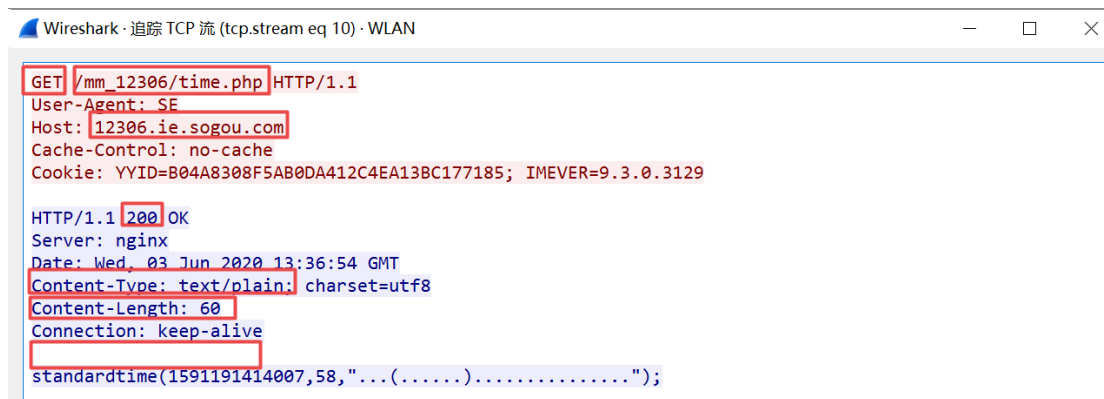 Wireshark · 追踪 TCP 流 (tcp.stream eq 10) · WLAN
GET /mm_12306/time.php HTTP/1.1
User-Agent: SE
Host: 12306.ie.sogou.com
Cache-Control: no-cache
Cookie: YYID=B04A8308F5AB0DA412C4EA13BC177185; IMEVER=9.3.0.3129
HTTP/1.1 200 OK
Server: nginx
Date: Wed, 03 Jun 2020 13:36:54 GMT
Content-Type: text/plain; charset=utf8
Content-Length: 60
Connection: keep-alive
standardtime(1591191414007,58,"...(......)...............");